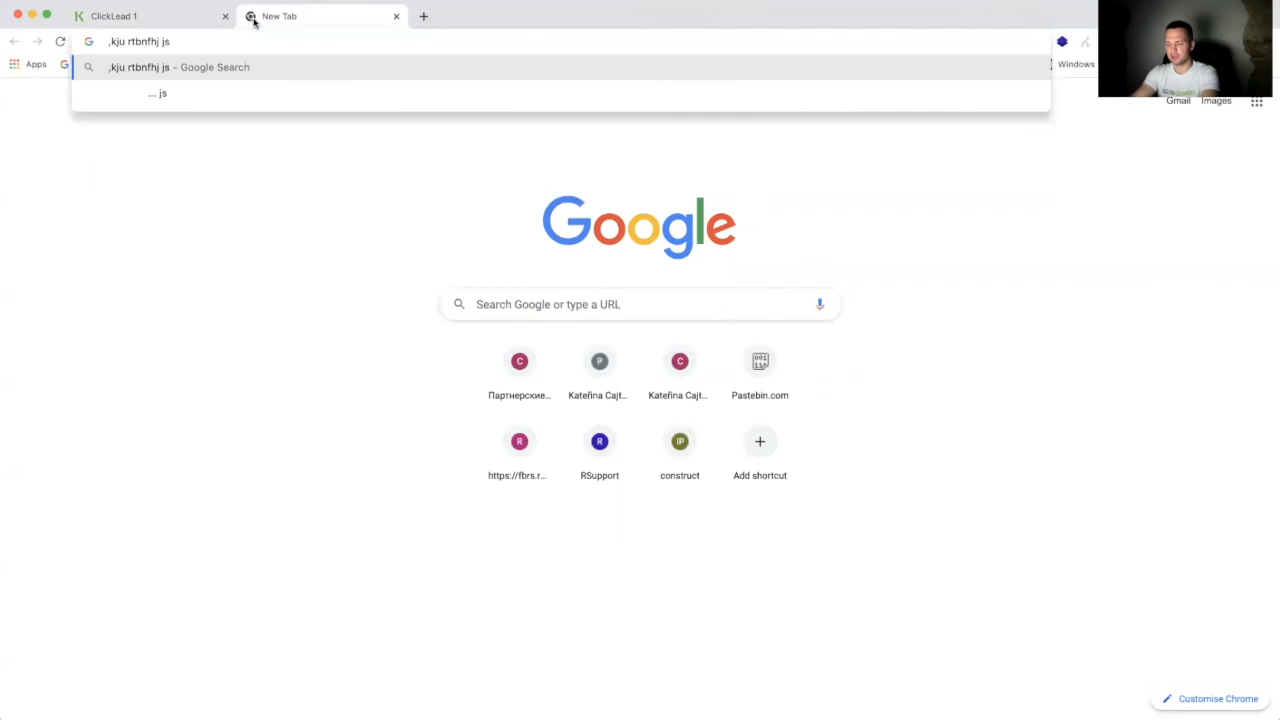 ClickLead 1
New Tab
,kju rtbnfhj js
Apps
,kju rtbnfhj js – Google Search
Windows
... js
Gmail Images
Google
Search Google or type a URL
C P C
Партнерские... Kateřina Cajt... Kateřina Cajt... Pastebin.com
R R IP
https://fbrs.r... RSupport construct Add shortcut
Customise Chrome